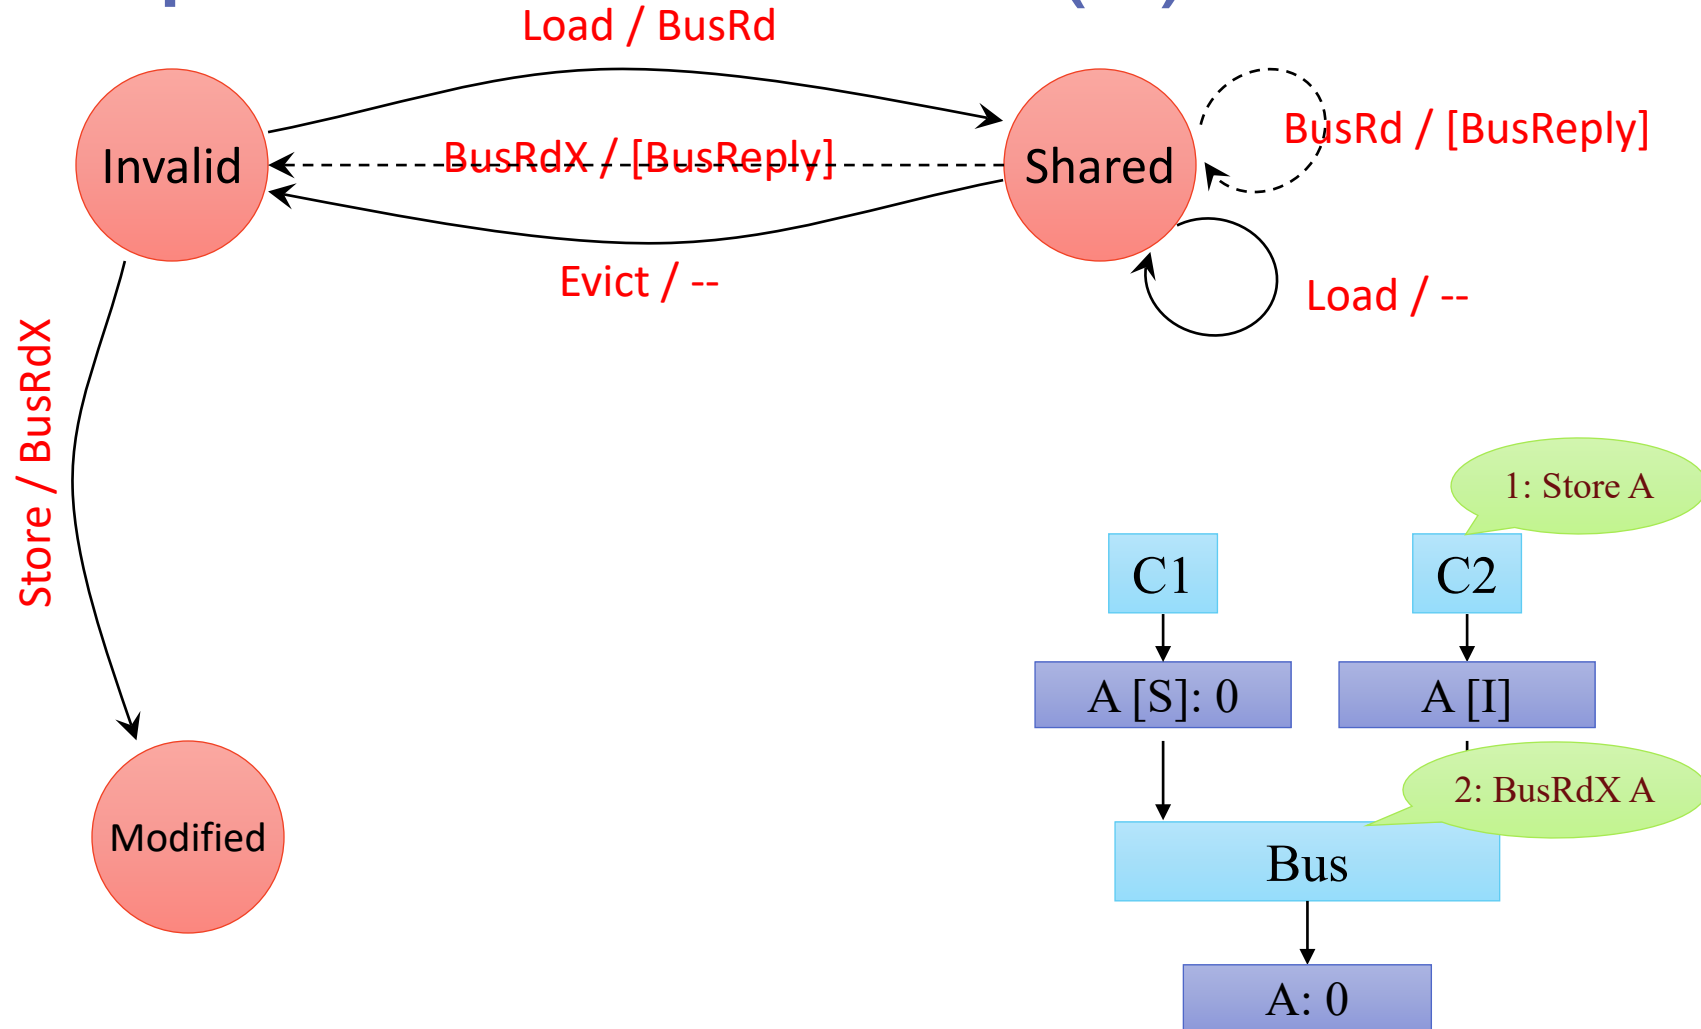 Load / BusRd
Invalid
BusRdX / [BusReply]
Shared
BusRd / [BusReply]
Evict / --
Load / --
Store / BusRdX
Modified
1: Store A
C1
C2
A [S]: 0
A [I]
2: BusRdX A
Bus
A: 0